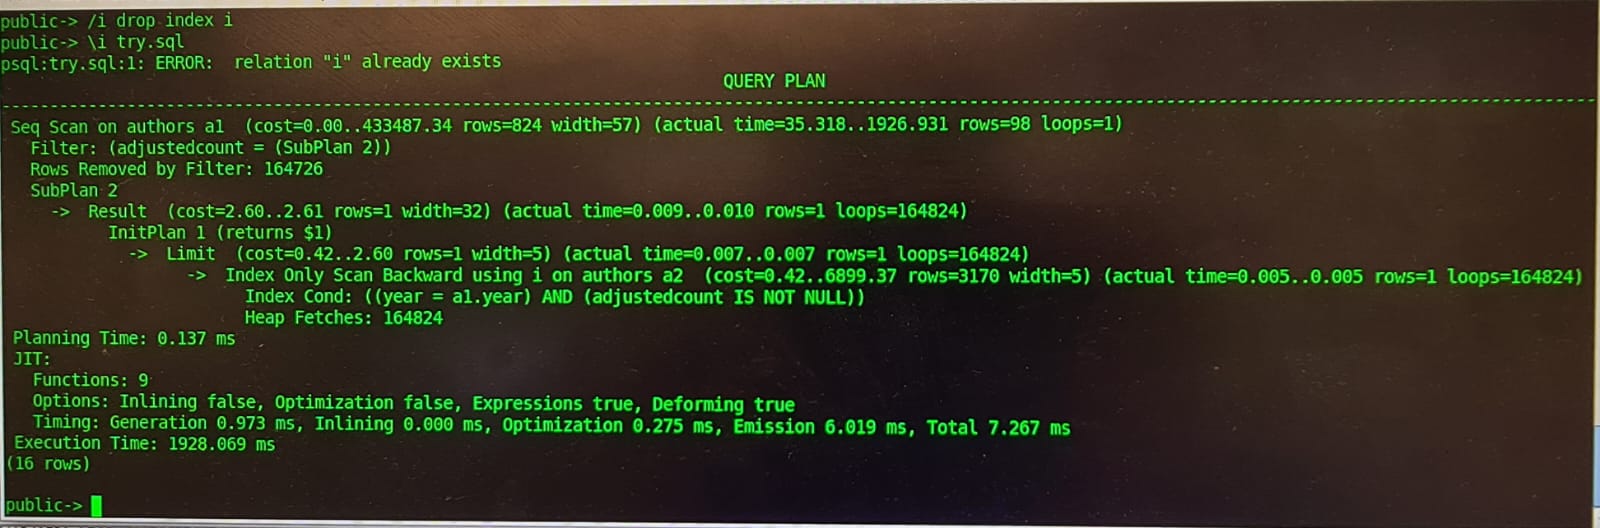 public-> /i drop index i
public-> \i try.sql
psql:try.sql:1: ERROR:  relation "i" already exists
QUERY PLAN
Seq Scan on authors a1  (cost=0.00..433487.34 rows=824 width=57) (actual time=35.318..1926.931 rows=98 loops=1)
Filter: (adjustedcount = (SubPlan 2))
Rows Removed by Filter: 164726
SubPlan 2
->  Result  (cost=2.60..2.61 rows=1 width=32) (actual time=0.009..0.010 rows=1 loops=164824)
InitPlan 1 (returns $1)
->  Limit  (cost=0.42..2.60 rows=1 width=5) (actual time=0.007..0.007 rows=1 loops=164824)
->  Index Only Scan Backward using i on authors a2  (cost=0.42..6899.37 rows=3170 width=5) (actual time=0.005..0.005 rows=1 loops=164824)
Index Cond: ((year = a1.year) AND (adjustedcount IS NOT NULL))
Heap Fetches: 164824
Planning Time: 0.137 ms
JIT:
Functions: 9
Options: Inlining false, Optimization false, Expressions true, Deforming true
Timing: Generation 0.973 ms, Inlining 0.000 ms, Optimization 0.275 ms, Emission 6.019 ms, Total 7.267 ms
Execution Time: 1928.069 ms
(16 rows)
public->